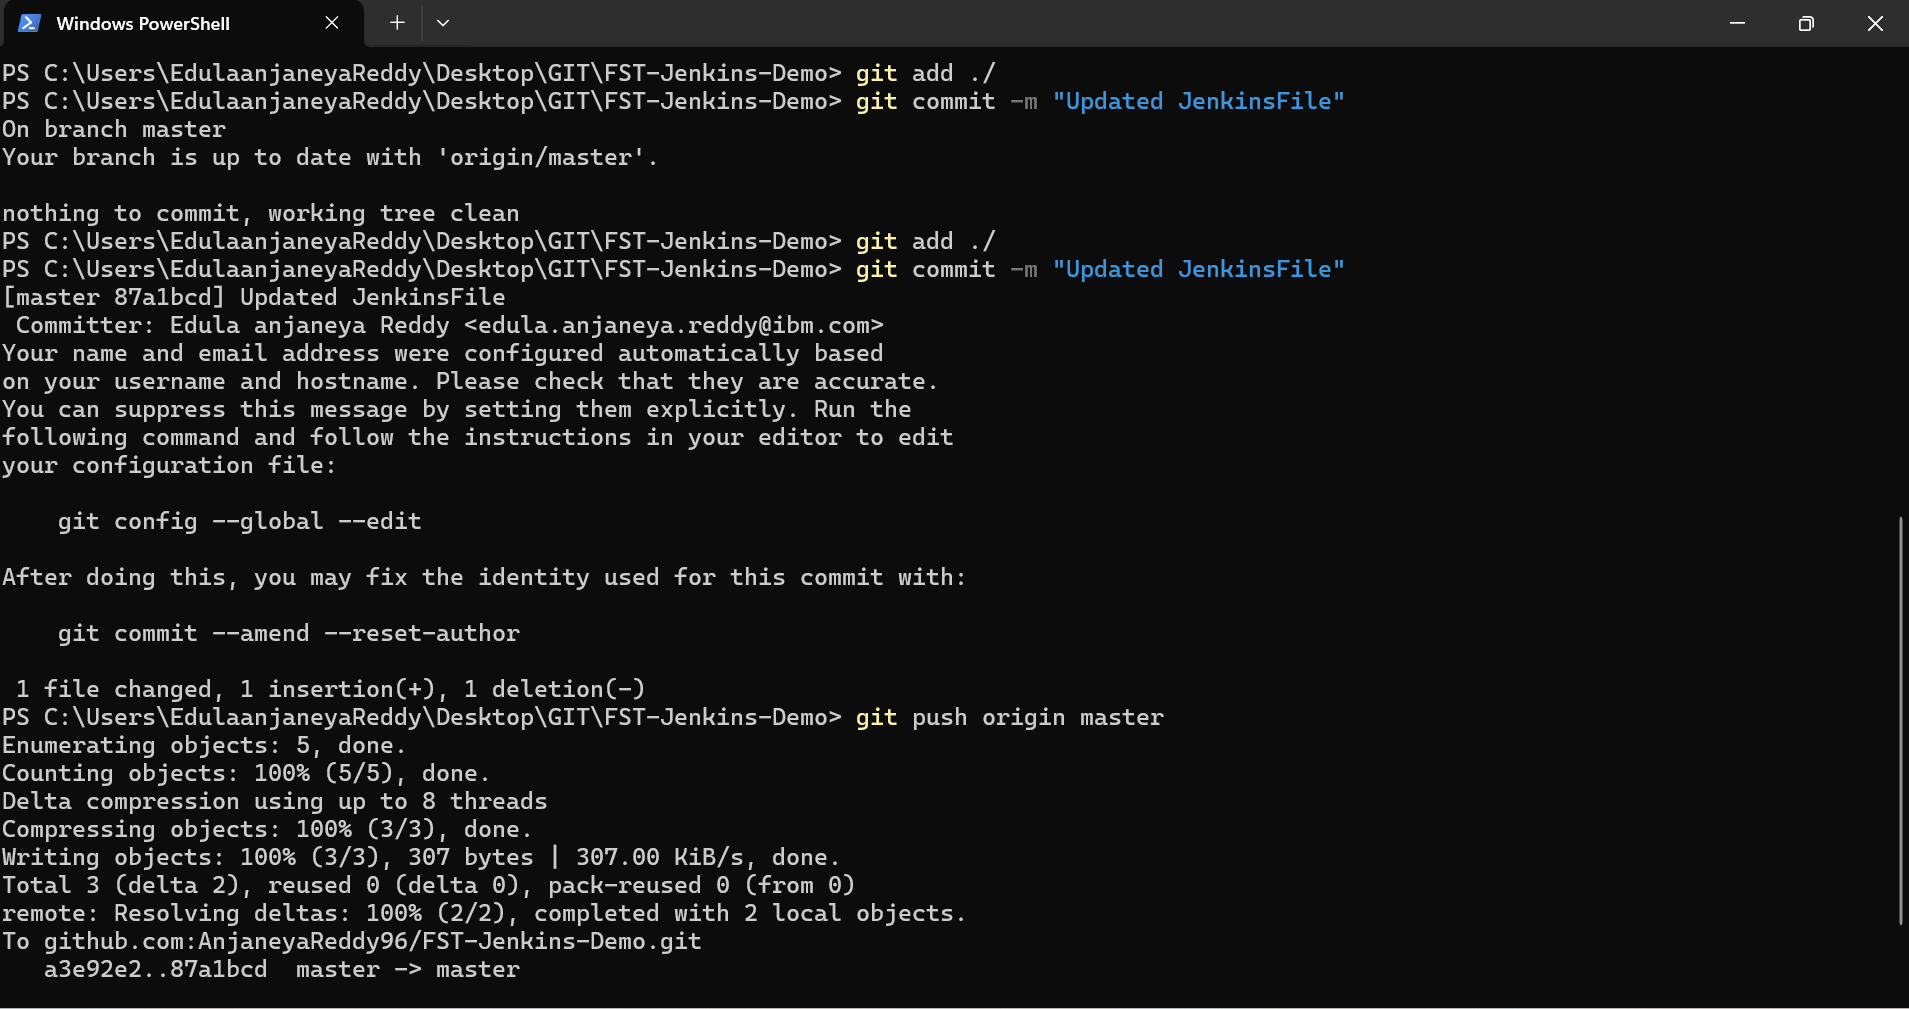 Windows PowerShell
PS C:\Users\EdulaanjaneyaReddy\Desktop\GIT\FST-Jenkins-Demo> git add ./
PS C:\Users\EdulaanjaneyaReddy\Desktop\GIT\FST-Jenkins-Demo> git commit -m "Updated JenkinsFile"
On branch master
Your branch is up to date with 'origin/master'.
nothing to commit, working tree clean
PS C:\Users\EdulaanjaneyaReddy\Desktop\GIT\FST-Jenkins-Demo> git add ./
PS C:\Users\EdulaanjaneyaReddy\Desktop\GIT\FST-Jenkins-Demo> git commit -m "Updated JenkinsFile"
[master 87a1bcd] Updated JenkinsFile
Committer: Edula anjaneya Reddy <edula.anjaneya.reddy@ibm.com>
Your name and email address were configured automatically based
on your username and hostname. Please check that they are accurate.
You can suppress this message by setting them explicitly. Run the
following command and follow the instructions in your editor to edit
your configuration file:
git config --global --edit
After doing this, you may fix the identity used for this commit with:
git commit --amend --reset-author
1 file changed, 1 insertion(+), 1 deletion(-)
PS C:\Users\EdulaanjaneyaReddy\Desktop\GIT\FST-Jenkins-Demo> git push origin master
Enumerating objects: 5, done.
Counting objects: 100% (5/5), done.
Delta compression using up to 8 threads
Compressing objects: 100% (3/3), done.
Writing objects: 100% (3/3), 307 bytes | 307.00 KiB/s, done.
Total 3 (delta 2), reused 0 (delta 0), pack-reused 0 (from 0)
remote: Resolving deltas: 100% (2/2), completed with 2 local objects.
To github.com:AnjaneyaReddy96/FST-Jenkins-Demo.git
a3e92e2..87a1bcd  master -> master